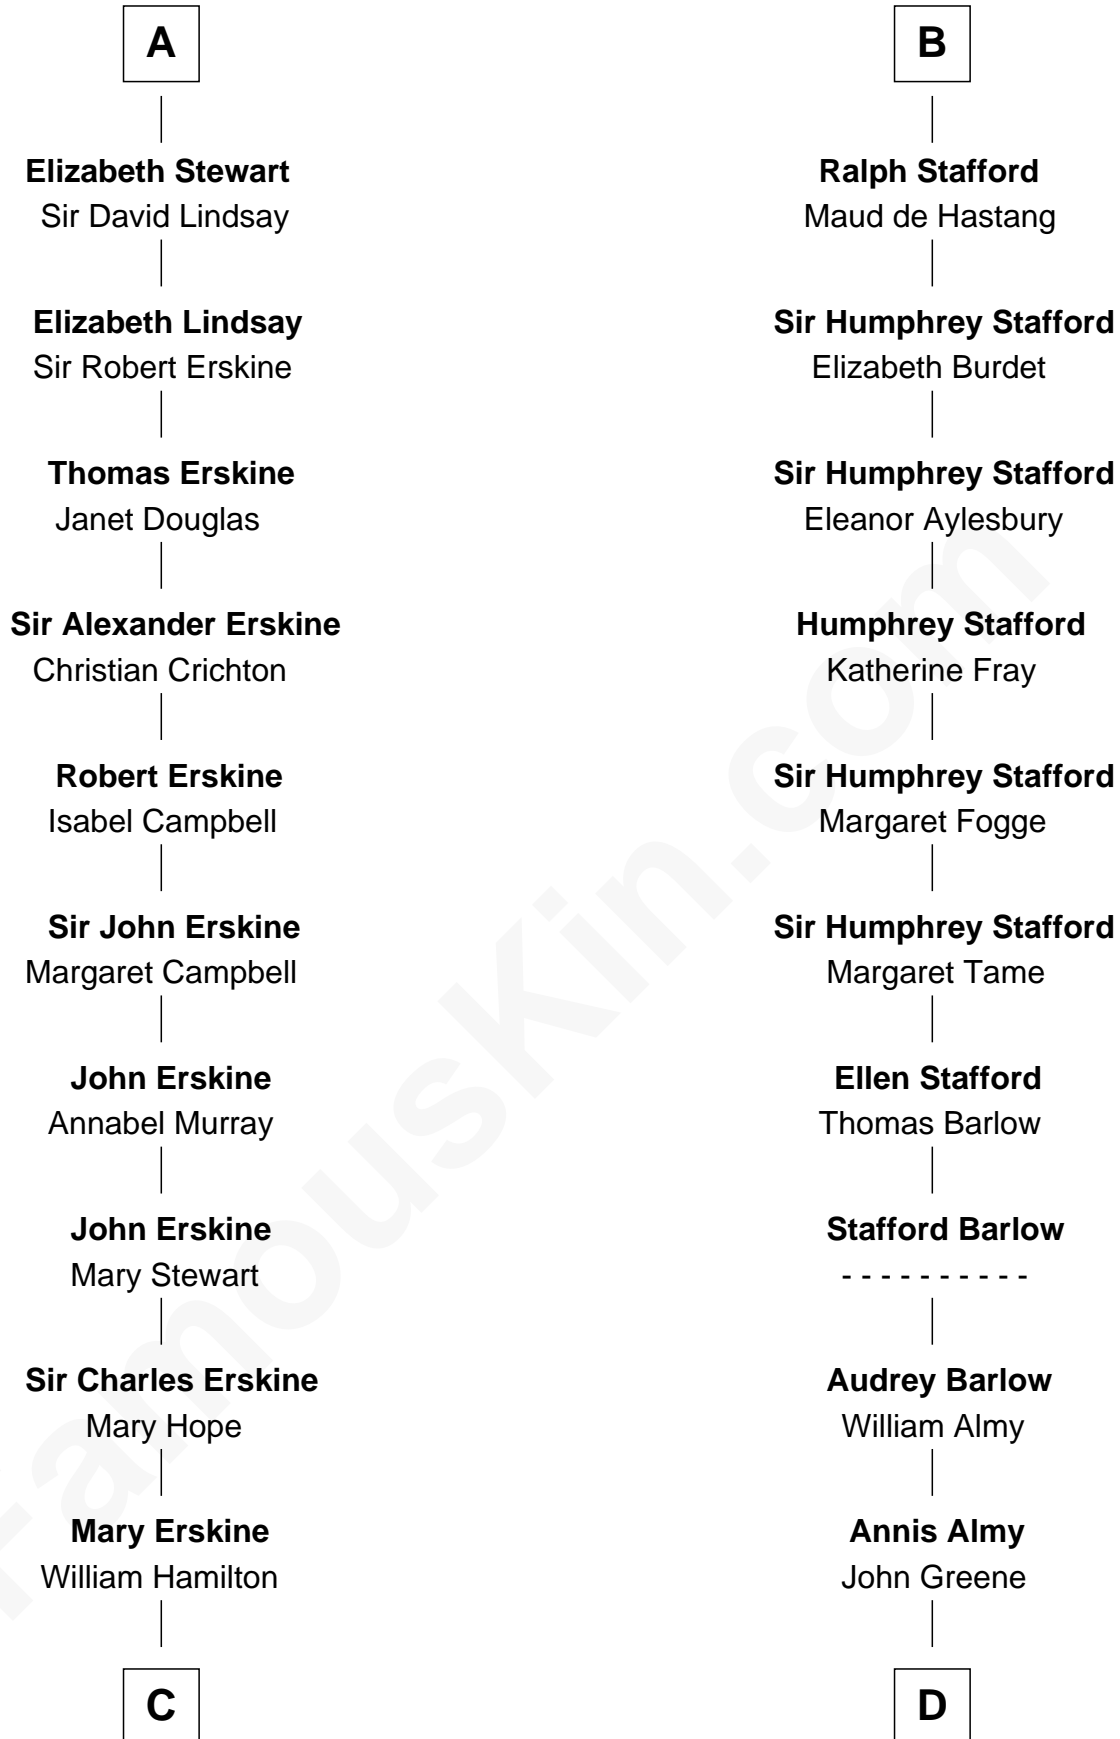 A
Elizabeth Stewart
Sir David Lindsay
Elizabeth Lindsay
Sir Robert Erskine
Thomas Erskine
Janet Douglas
Sir Alexander Erskine
Christian Crichton
Robert Erskine
Isabel Campbell
Sir John Erskine
Margaret Campbell
John Erskine
Annabel Murray
John Erskine
Mary Stewart
Sir Charles Erskine
Mary Hope
Mary Erskine
William Hamilton
C
B
Ralph Stafford
Maud de Hastang
Sir Humphrey Stafford
Elizabeth Burdet
Sir Humphrey Stafford
Eleanor Aylesbury
Humphrey Stafford
Katherine Fray
Sir Humphrey Stafford
Margaret Fogge
Sir Humphrey Stafford
Margaret Tame
Ellen Stafford
Thomas Barlow
Stafford Barlow
- - - - - - - - - -
Audrey Barlow
William Almy
Annis Almy
John Greene
D
FamousKin.com